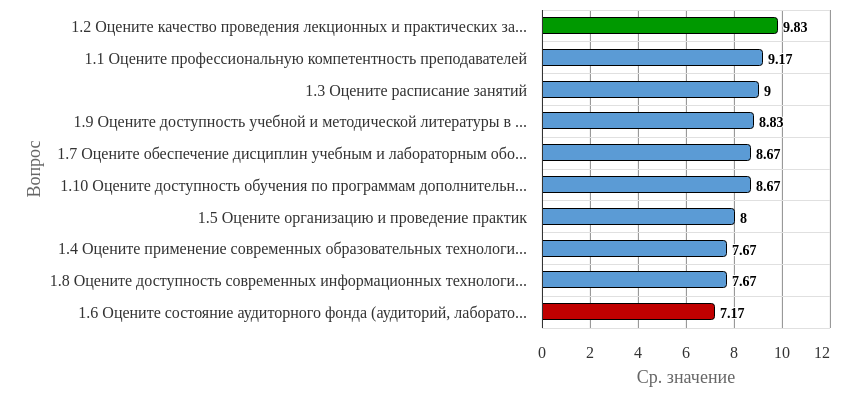 1.2 Оцените качество проведения лекционных и практических за... 9.83
1.1 Оцените профессиональную компетентность преподавателей 9.17
1.3 Оцените расписание занятий 9
1.9 Оцените доступность учебной и методической литературы в ... 8.83
1.7 Оцените обеспечение дисциплин учебным и лабораторным обо... 8.67
1.10 Оцените доступность обучения по программам дополнительн... 8.67
1.5 Оцените организацию и проведение практик 8
1.4 Оцените применение современных образовательных технологи... 7.67
1.8 Оцените доступность современных информационных технологи... 7.67
1.6 Оцените состояние аудиторного фонда (аудиторий, лаборато... 7.17
Вопрос
0 2 4 6 8 10 12
Ср. значение